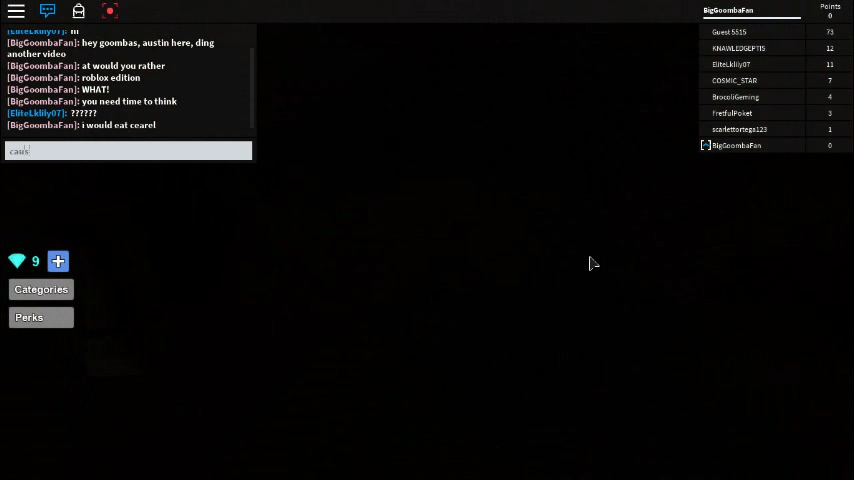 BigGoombaFan
Points
0
[EliteLklily07]: hi
[BigGoombaFan]: hey goombas, austin here, ding
another video
[BigGoombaFan]: at would you rather
[BigGoombaFan]: roblox edition
[BigGoombaFan]: WHAT!
[BigGoombaFan]: you need time to think
[EliteLklily07]: ??????
[BigGoombaFan]: i would eat cearel
caus
Guest 5515 73
KNAWLEDGEPTIS 12
EliteLklily07 11
COSMIC_STAR 7
BrocoliGeming 4
FretfulPoket 3
scarlettortega123 1
BigGoombaFan 0
9 +
Categories
Perks